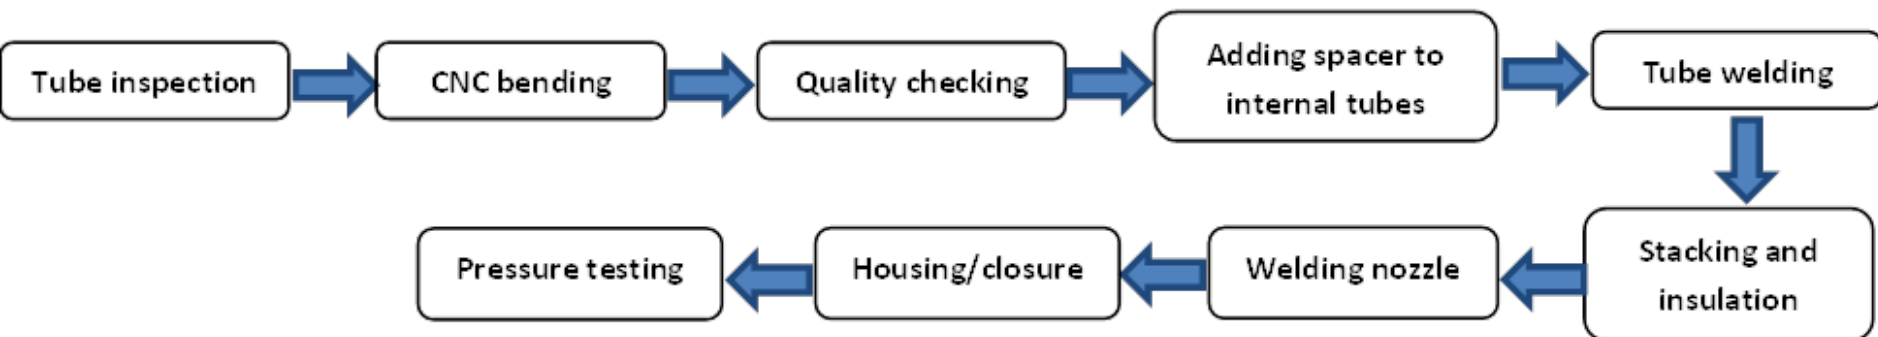 Tube inspection
CNC bending
Quality checking
Adding spacer to
internal tubes
Tube welding
Stacking and
insulation
Welding nozzle
Housing/closure
Pressure testing